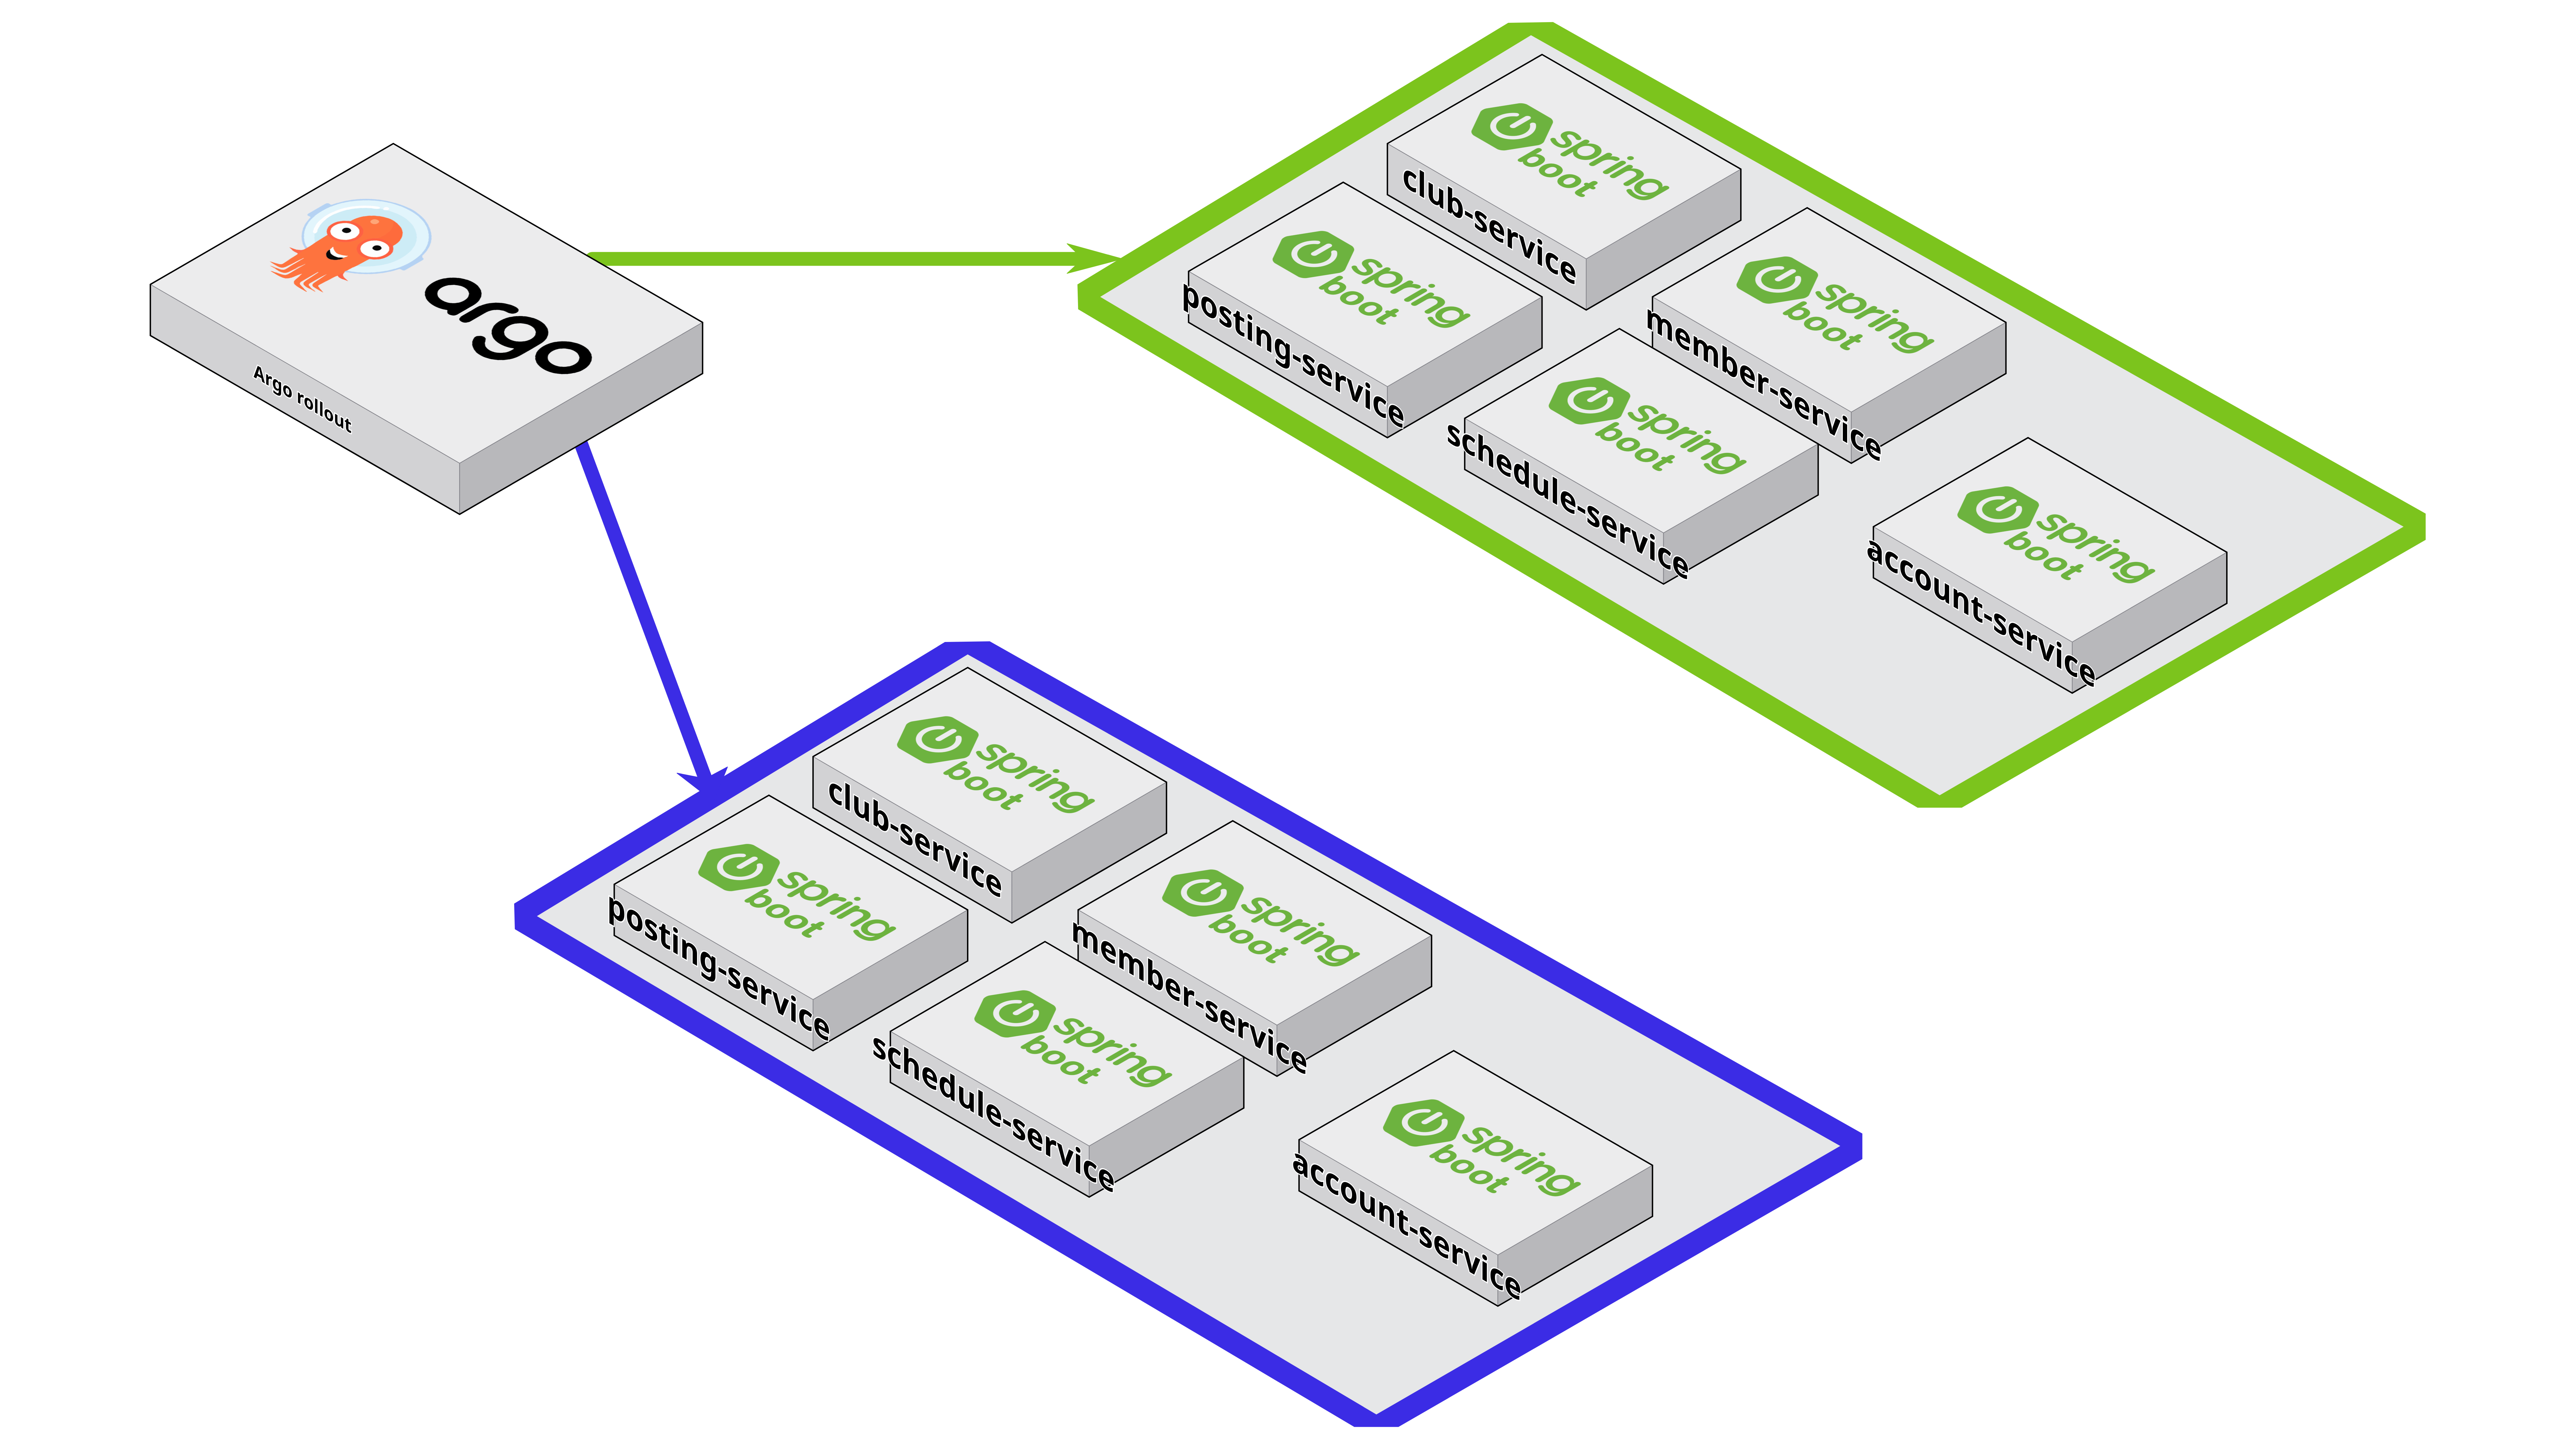 argo
Argo rollout
spring
boot
club-service
spring
boot
posting-service
spring
boot
member-service
spring
boot
schedule-service
spring
boot
account-service
spring
boot
club-service
spring
boot
posting-service
spring
boot
member-service
spring
boot
schedule-service
spring
boot
account-service